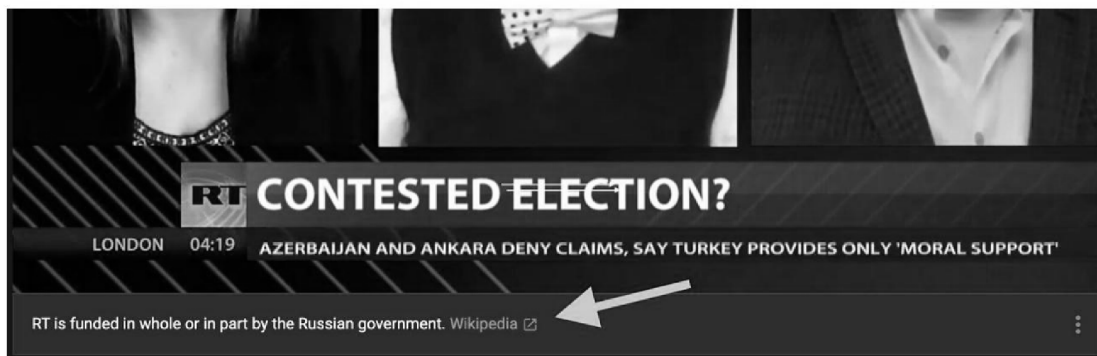 RT CONTESTED ELECTION?
LONDON 04:19 AZERBAIJAN AND ANKARA DENY CLAIMS, SAY TURKEY PROVIDES ONLY 'MORAL SUPPORT'
RT is funded in whole or in part by the Russian government. Wikipedia